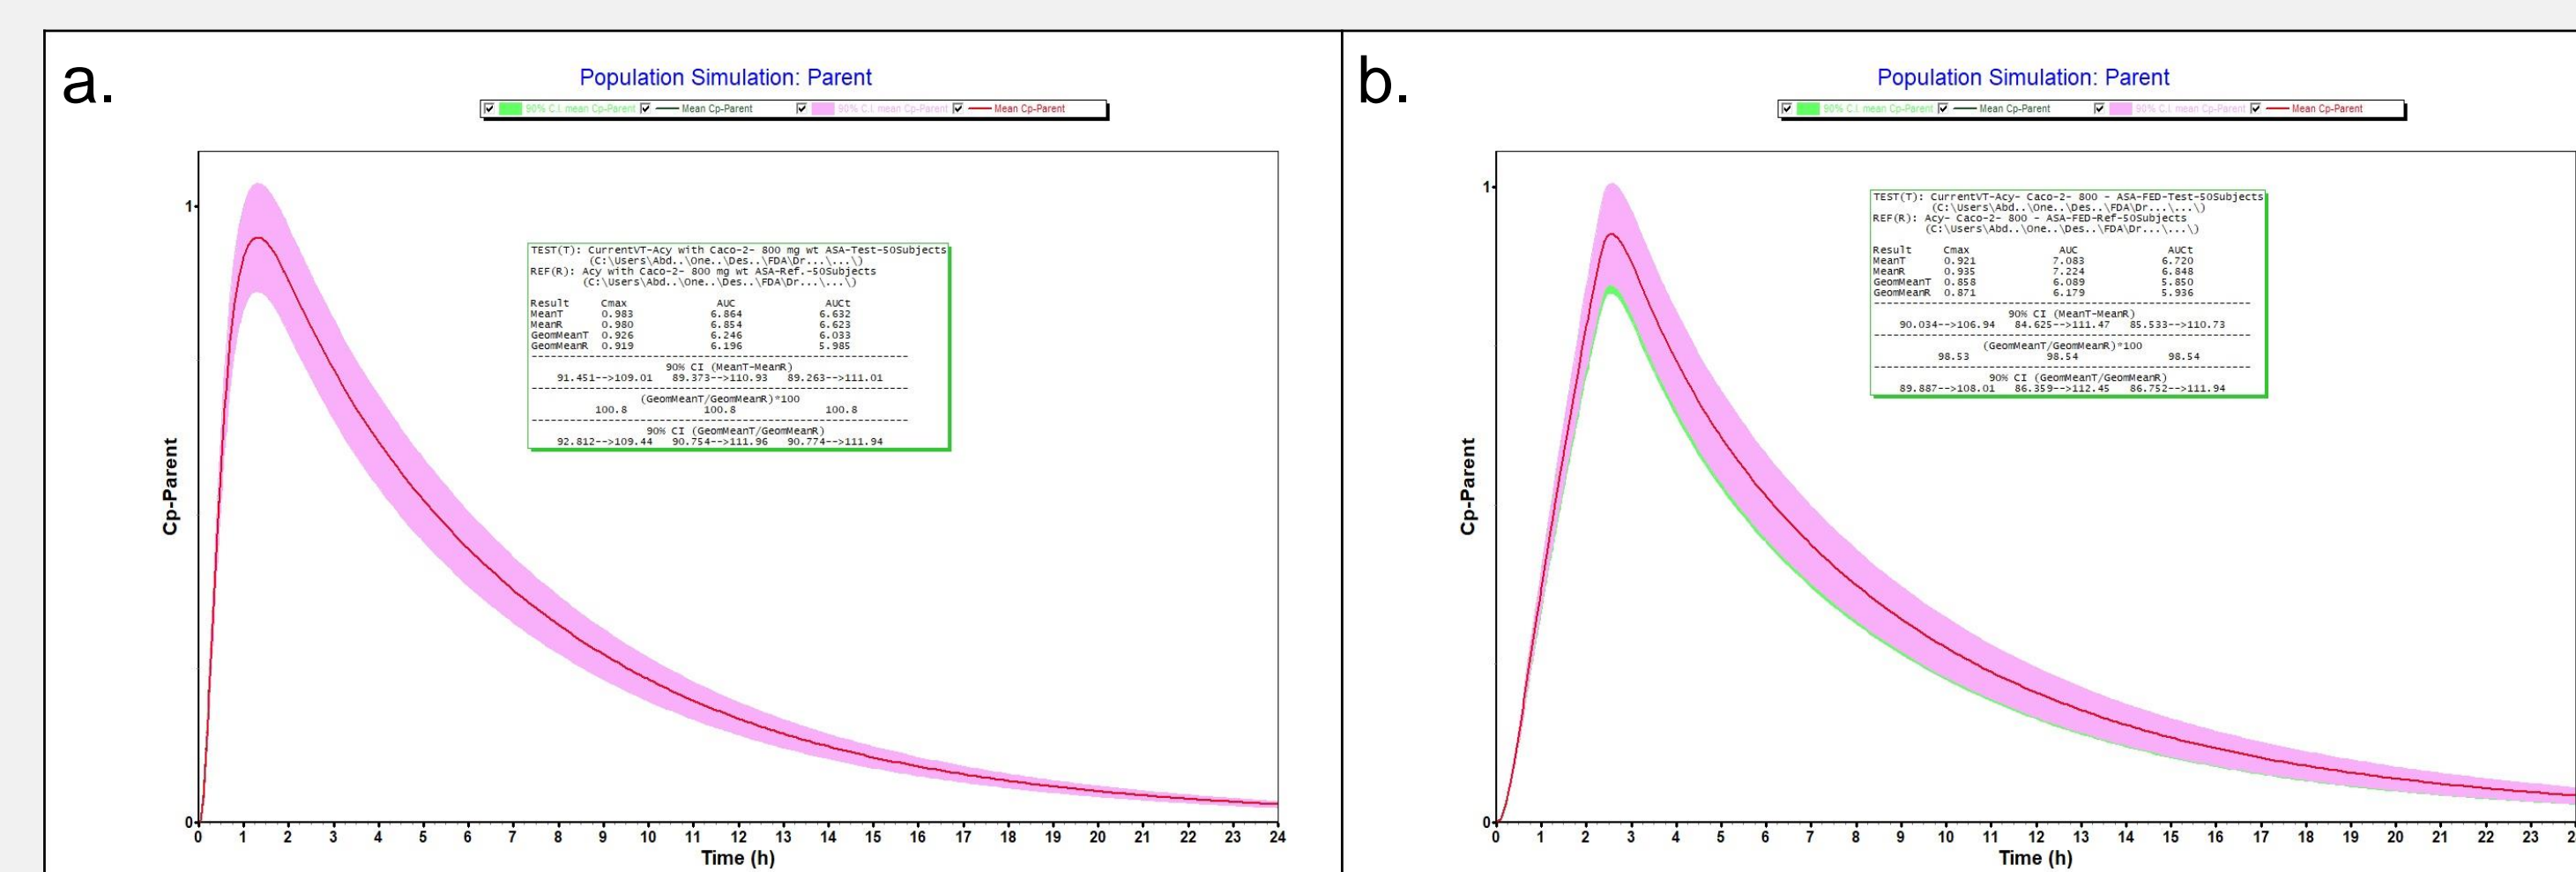 a.
Population Simulation: Parent
90% C.I. mean Cp-Parent Mean Cp-Parent 90% C.I. mean Cp-Parent Mean Cp-Parent
1
TEST(T): CurrentVT-Acy with Caco-2- 800 mg wt ASA-Test-50Subjects
(C:\Users\Abd..\One..\Des..\FDA\Dr...\...\)
REF(R): Acy with Caco-2- 800 mg wt ASA-Ref.-50Subjects
(C:\Users\Abd..\One..\Des..\FDA\Dr...\...\)
Result Cmax AUC AUCt
MeanT 0.983 6.864 6.632
MeanR 0.980 6.854 6.623
GeomMeanT 0.926 6.246 6.033
GeomMeanR 0.919 6.196 5.985
90% CI (MeanT-MeanR)
91.451-->109.01 89.373-->110.93 89.263-->111.01
(GeomMeanT/GeomMeanR)*100
100.8 100.8 100.8
90% CI (GeomMeanT/GeomMeanR)
92.812-->109.44 90.754-->111.96 90.774-->111.94
Cp-Parent
0
0 1 2 3 4 5 6 7 8 9 10 11 12 13 14 15 16 17 18 19 20 21 22 23 24
Time (h)
b.
Population Simulation: Parent
90% C.I. mean Cp-Parent Mean Cp-Parent 90% C.I. mean Cp-Parent Mean Cp-Parent
1
TEST(T): CurrentVT-Acy- Caco-2- 800 - ASA-FED-Test-50Subjects
(C:\Users\Abd..\One..\Des..\FDA\Dr...\...\)
REF(R): Acy- Caco-2- 800 - ASA-FED-Ref-50Subjects
(C:\Users\Abd..\One..\Des..\FDA\Dr...\...\)
Result Cmax AUC AUCt
MeanT 0.921 7.083 6.720
MeanR 0.935 7.224 6.848
GeomMeanT 0.858 6.089 5.850
GeomMeanR 0.871 6.179 5.936
90% CI (MeanT-MeanR)
90.034-->106.94 84.625-->111.47 85.533-->110.73
(GeomMeanT/GeomMeanR)*100
98.53 98.54 98.54
90% CI (GeomMeanT/GeomMeanR)
89.887-->108.01 86.359-->112.45 86.752-->111.94
Cp-Parent
0
0 1 2 3 4 5 6 7 8 9 10 11 12 13 14 15 16 17 18 19 20 21 22 23 2
Time (h)